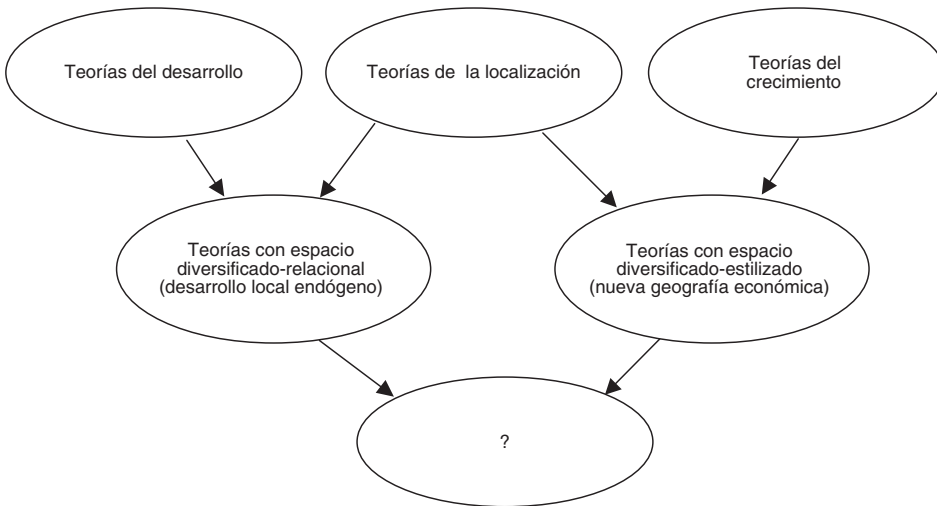 Teorías del desarrollo
Teorías de la localización
Teorías del
crecimiento
Teorías con espacio
diversificado-relacional
(desarrollo local endógeno)
Teorías con espacio
diversificado-estilizado
(nueva geografía económica)
?